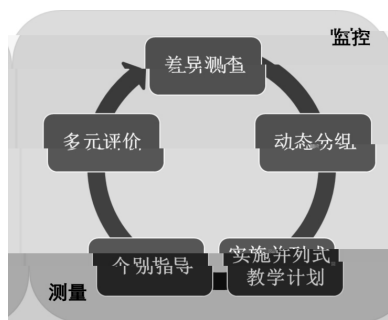 监控
差异测查
多元评价
动态分组
个别指导
实施并列式
教学计划
测量